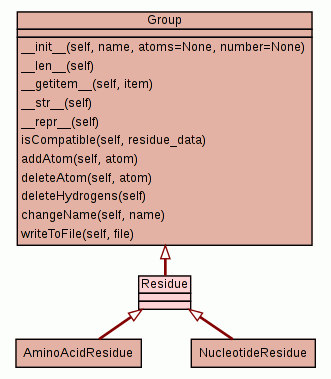 Group
__init__(self, name, atoms=None, number=None)
__len__(self)
__getitem__(self, item)
__str__(self)
__repr__(self)
isCompatible(self, residue_data)
addAtom(self, atom)
deleteAtom(self, atom)
deleteHydrogens(self)
changeName(self, name)
writeToFile(self, file)
Residue
AminoAcidResidue
NucleotideResidue